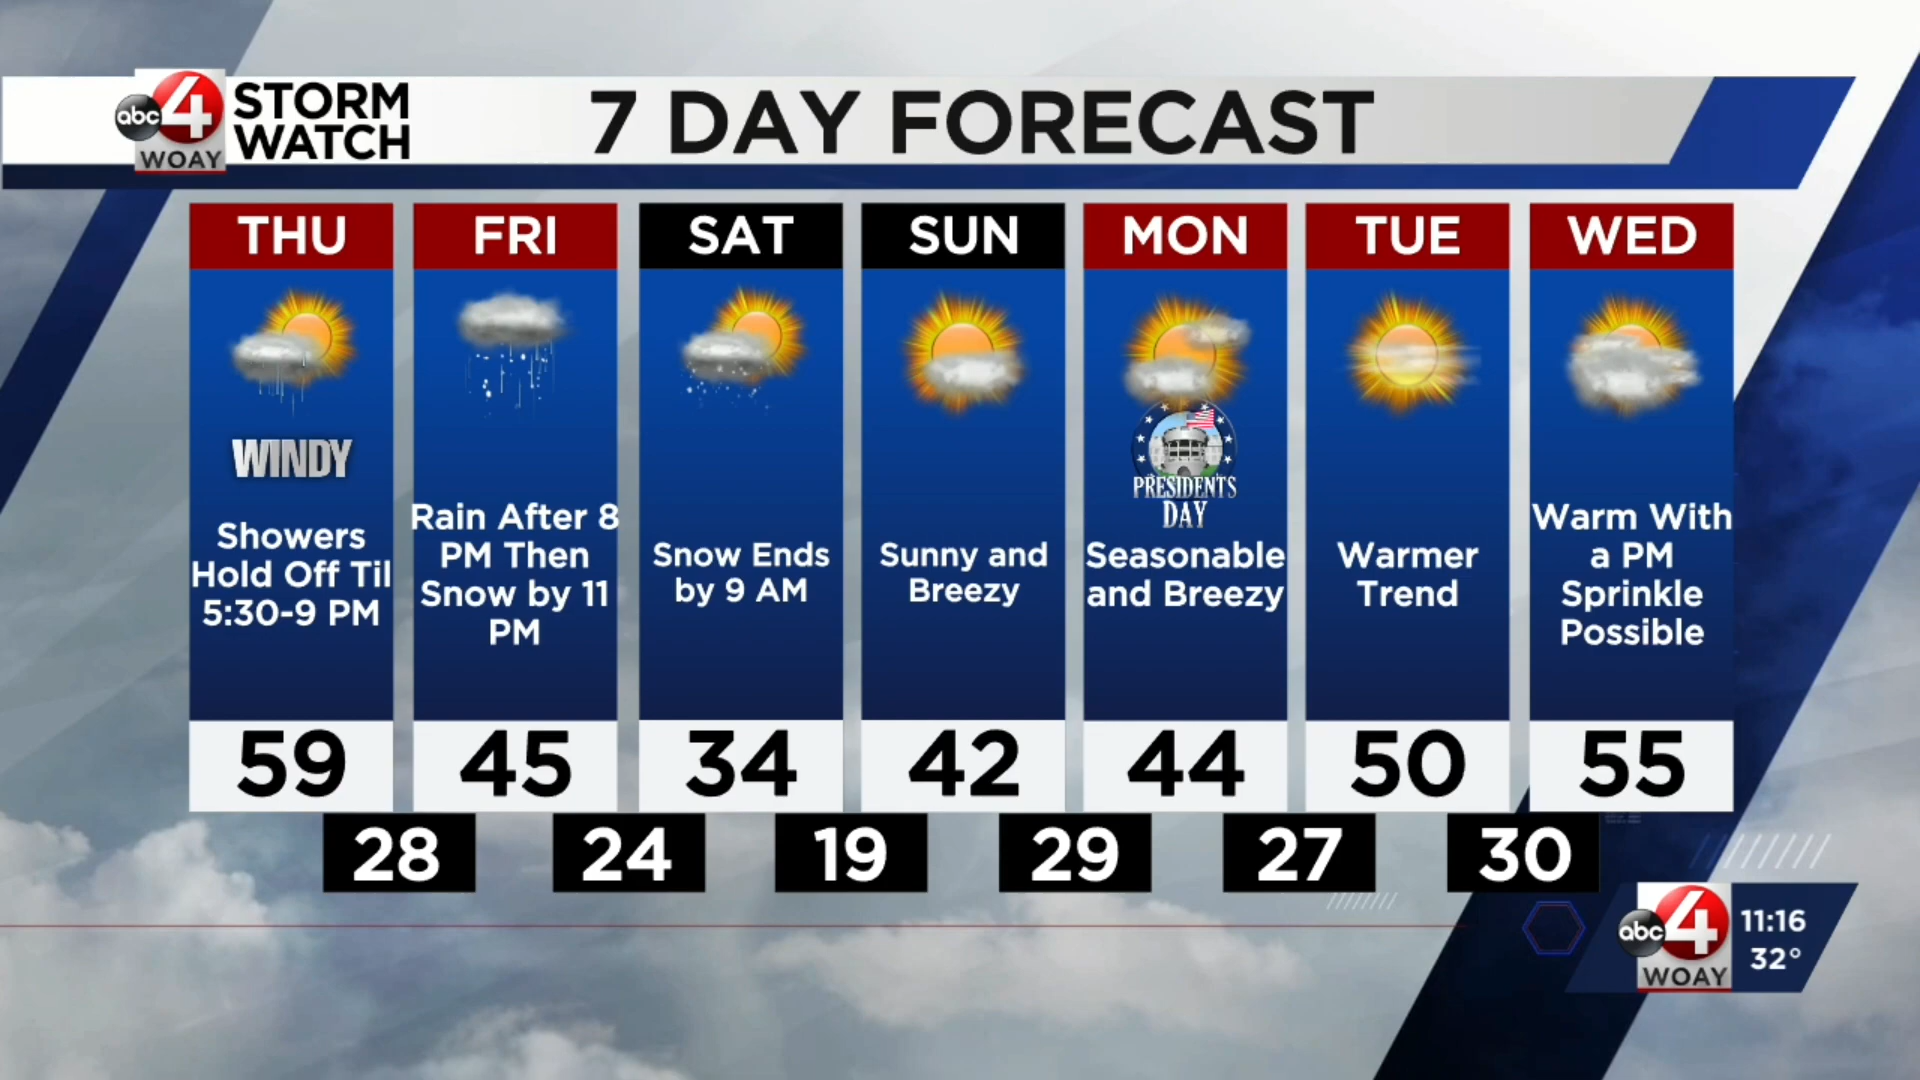 abc 4 WOAY
STORM
WATCH
7 DAY FORECAST
THU
WINDY
Showers
Hold Off Til
5:30-9 PM
59
FRI
Rain After 8
PM Then
Snow by 11
PM
45
SAT
Snow Ends
by 9 AM
34
SUN
Sunny and
Breezy
42
MON
PRESIDENTS
DAY
Seasonable
and Breezy
44
TUE
Warmer
Trend
50
WED
Warm With
a PM
Sprinkle
Possible
55
28
24
19
29
27
30
abc 4 WOAY
11:16
32°